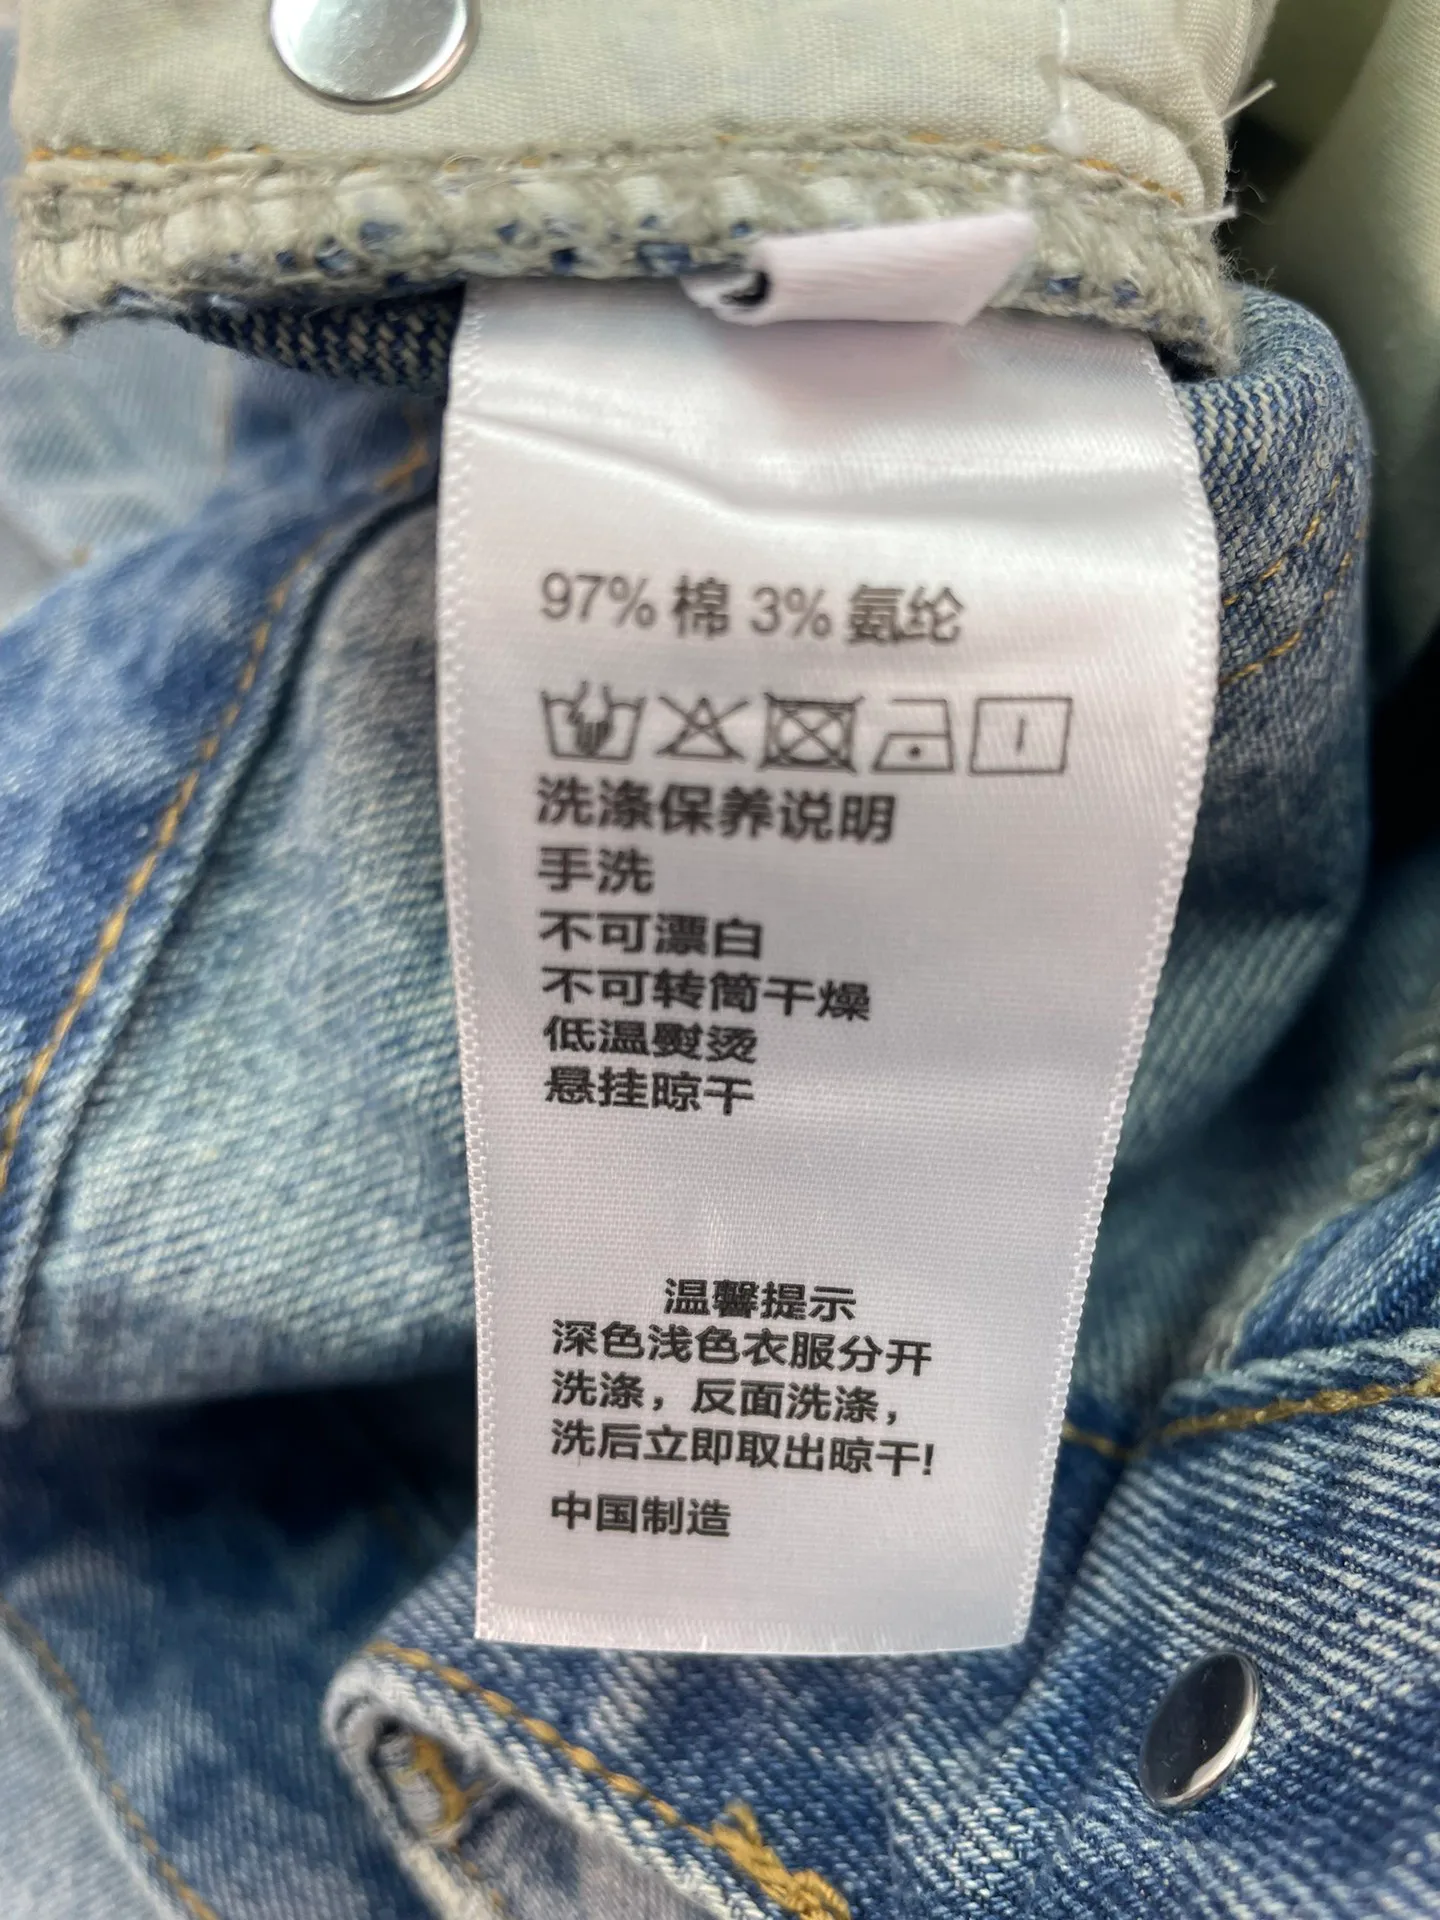 97% 棉 3% 氨纶
洗涤保养说明
手洗
不可漂白
不可转筒干燥
低温熨烫
悬挂晾干
温馨提示
深色浅色衣服分开
洗涤，反面洗涤，
洗后立即取出晾干!
中国制造